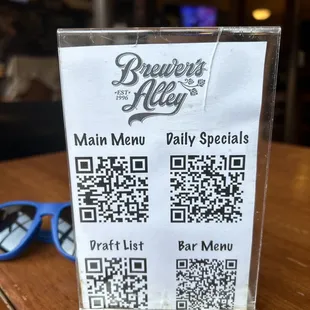 Brewer's
•EST•
1996
Alley
Main Menu
Daily Specials
Draft List
Bar Menu